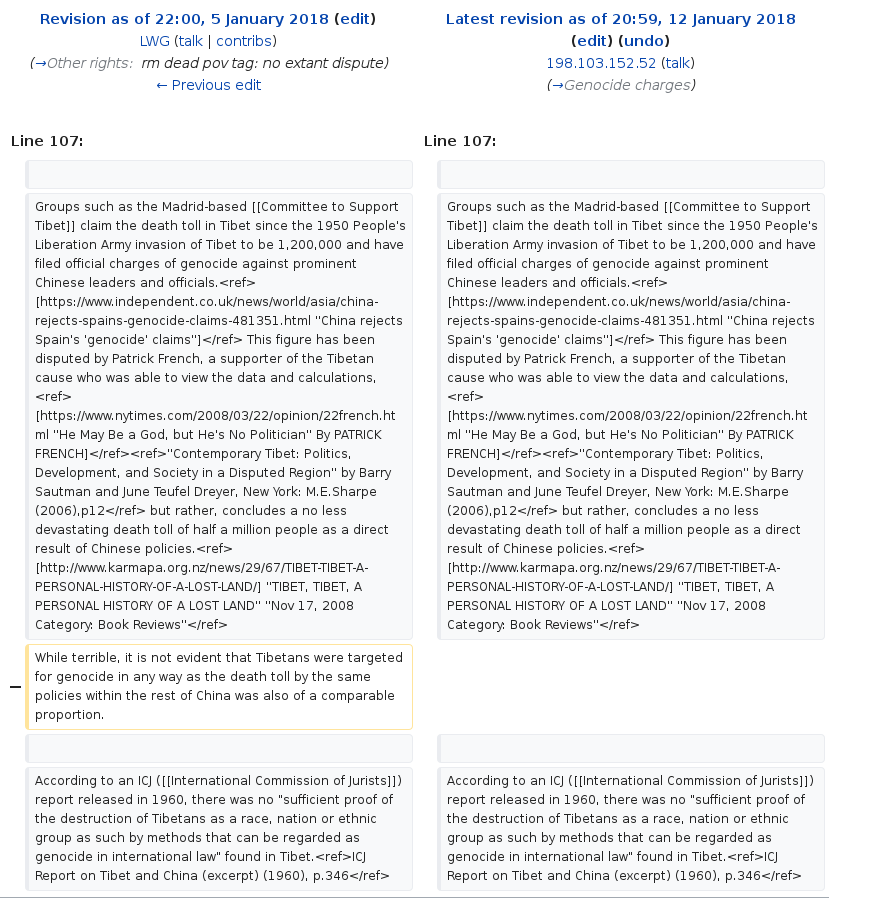 Revision as of 22:00, 5 January 2018 (edit)
LWG (talk | contribs)
(→Other rights: rm dead pov tag: no extant dispute)
← Previous edit
Latest revision as of 20:59, 12 January 2018
(edit) (undo)
198.103.152.52 (talk)
(→Genocide charges)
Line 107:
Groups such as the Madrid-based [[Committee to Support
Tibet]] claim the death toll in Tibet since the 1950 People's
Liberation Army invasion of Tibet to be 1,200,000 and have
filed official charges of genocide against prominent
Chinese leaders and officials.<ref>
[https://www.independent.co.uk/news/world/asia/china-
rejects-spains-genocide-claims-481351.html "China rejects
Spain's 'genocide' claims"]</ref> This figure has been
disputed by Patrick French, a supporter of the Tibetan
cause who was able to view the data and calculations,
<ref>
[https://www.nytimes.com/2008/03/22/opinion/22french.ht
ml "He May Be a God, but He's No Politician" By PATRICK
FRENCH]</ref><ref>"Contemporary Tibet: Politics,
Development, and Society in a Disputed Region" by Barry
Sautman and June Teufel Dreyer, New York: M.E.Sharpe
(2006),p12</ref> but rather, concludes a no less
devastating death toll of half a million people as a direct
result of Chinese policies.<ref>
[http://www.karmapa.org.nz/news/29/67/TIBET-TIBET-A-
PERSONAL-HISTORY-OF-A-LOST-LAND/] "TIBET, TIBET, A
PERSONAL HISTORY OF A LOST LAND" "Nov 17, 2008
Category: Book Reviews"</ref>
− While terrible, it is not evident that Tibetans were targeted
for genocide in any way as the death toll by the same
policies within the rest of China was also of a comparable
proportion.
According to an ICJ ([[International Commission of Jurists]])
report released in 1960, there was no "sufficient proof of
the destruction of Tibetans as a race, nation or ethnic
group as such by methods that can be regarded as
genocide in international law" found in Tibet.<ref>ICJ
Report on Tibet and China (excerpt) (1960), p.346</ref>
Line 107:
Groups such as the Madrid-based [[Committee to Support
Tibet]] claim the death toll in Tibet since the 1950 People's
Liberation Army invasion of Tibet to be 1,200,000 and have
filed official charges of genocide against prominent
Chinese leaders and officials.<ref>
[https://www.independent.co.uk/news/world/asia/china-
rejects-spains-genocide-claims-481351.html "China rejects
Spain's 'genocide' claims"]</ref> This figure has been
disputed by Patrick French, a supporter of the Tibetan
cause who was able to view the data and calculations,
<ref>
[https://www.nytimes.com/2008/03/22/opinion/22french.ht
ml "He May Be a God, but He's No Politician" By PATRICK
FRENCH]</ref><ref>"Contemporary Tibet: Politics,
Development, and Society in a Disputed Region" by Barry
Sautman and June Teufel Dreyer, New York: M.E.Sharpe
(2006),p12</ref> but rather, concludes a no less
devastating death toll of half a million people as a direct
result of Chinese policies.<ref>
[http://www.karmapa.org.nz/news/29/67/TIBET-TIBET-A-
PERSONAL-HISTORY-OF-A-LOST-LAND/] "TIBET, TIBET, A
PERSONAL HISTORY OF A LOST LAND" "Nov 17, 2008
Category: Book Reviews"</ref>
According to an ICJ ([[International Commission of Jurists]])
report released in 1960, there was no "sufficient proof of
the destruction of Tibetans as a race, nation or ethnic
group as such by methods that can be regarded as
genocide in international law" found in Tibet.<ref>ICJ
Report on Tibet and China (excerpt) (1960), p.346</ref>